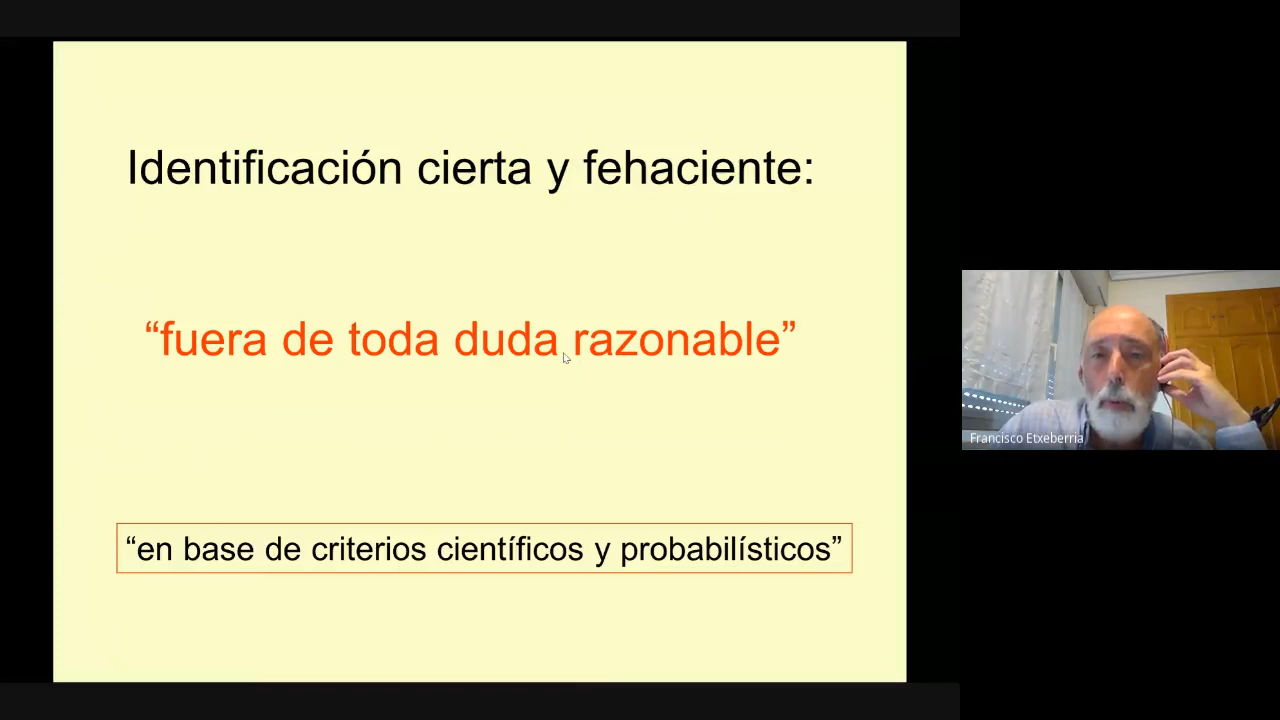 Identificación cierta y fehaciente:
“fuera de toda duda razonable”
“en base de criterios científicos y probabilísticos”
Francisco Etxeberria